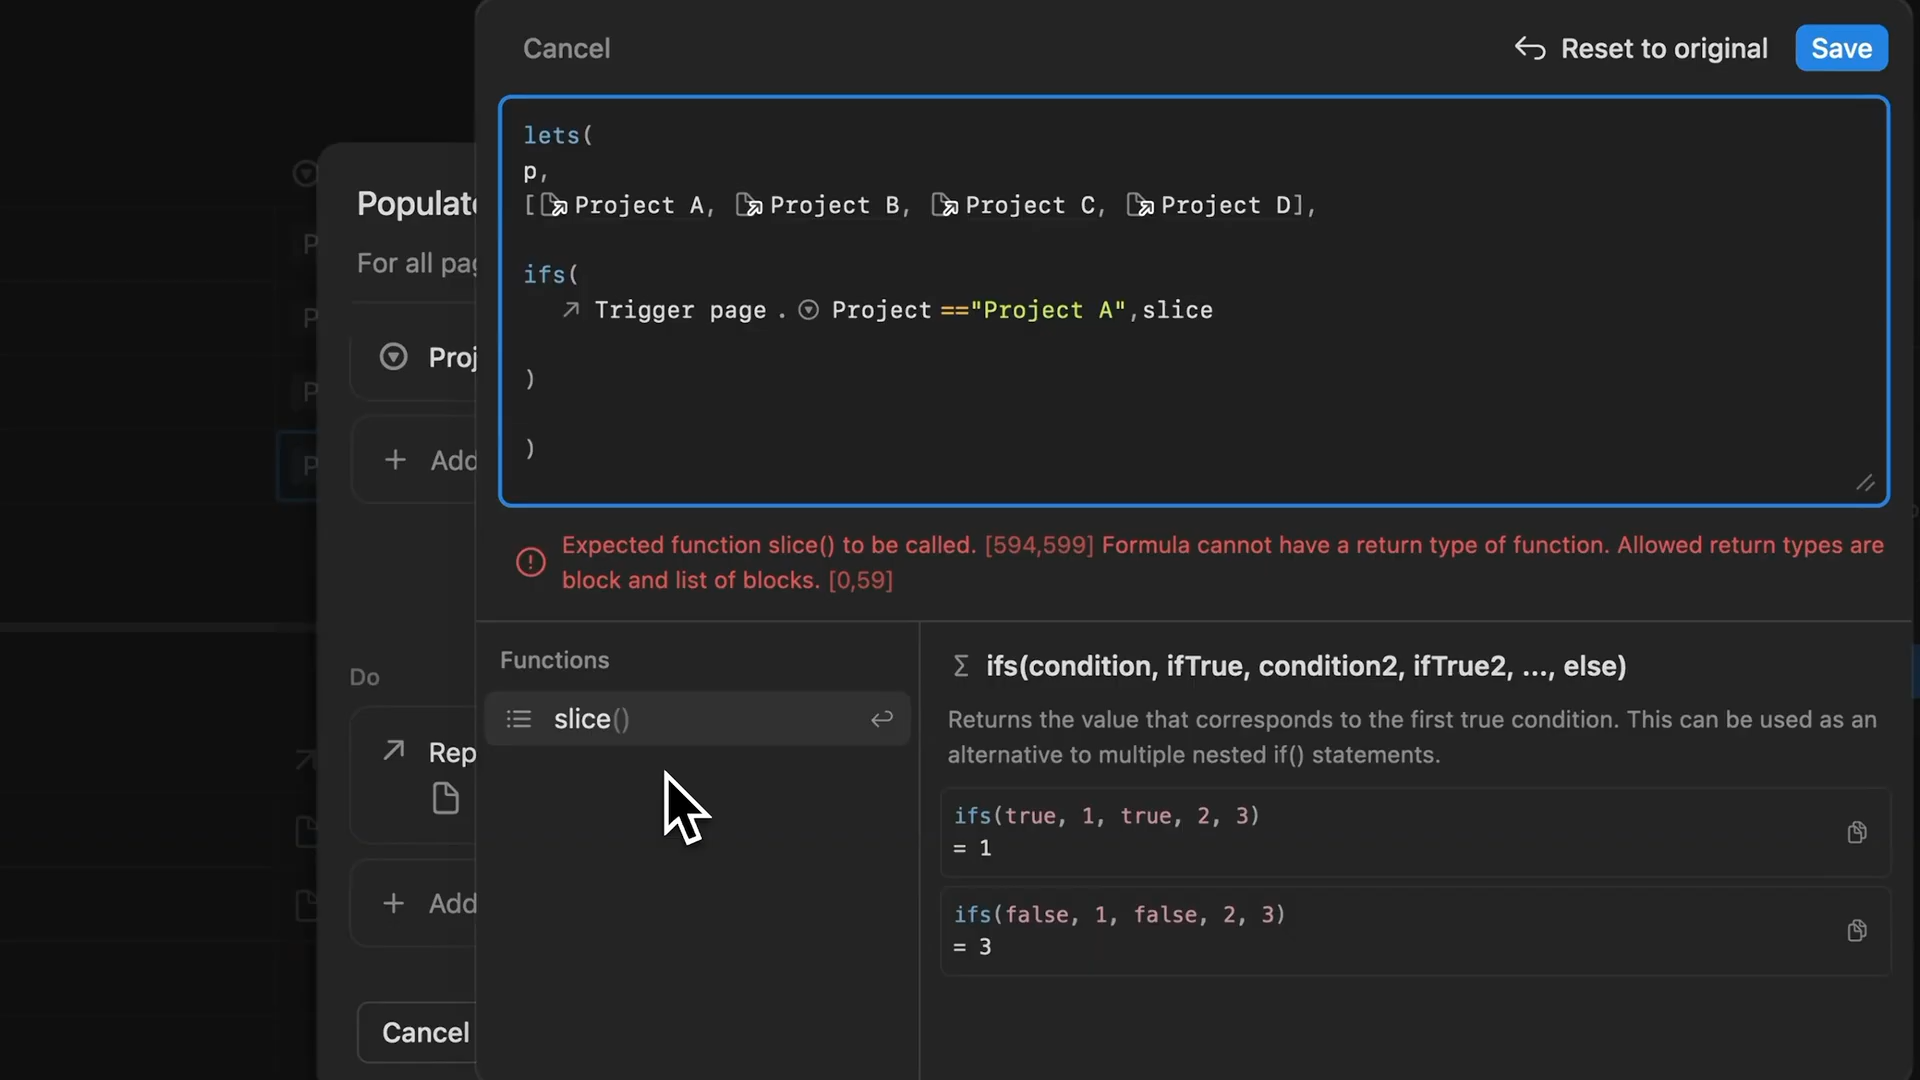 Cancel
Reset to original
Save
lets(
p,
[Project A, Project B, Project C, Project D],
ifs(
Trigger page . Project =="Project A",slice
)
)
Expected function slice() to be called. [594,599] Formula cannot have a return type of function. Allowed return types are
block and list of blocks. [0,59]
Functions
slice()
ifs(condition, ifTrue, condition2, ifTrue2, ..., else)
Returns the value that corresponds to the first true condition. This can be used as an
alternative to multiple nested if() statements.
ifs(true, 1, true, 2, 3)
= 1
ifs(false, 1, false, 2, 3)
= 3
Populate
For all pag
Proj
Add
Do
Rep
Add
Cancel
P
P
P
P